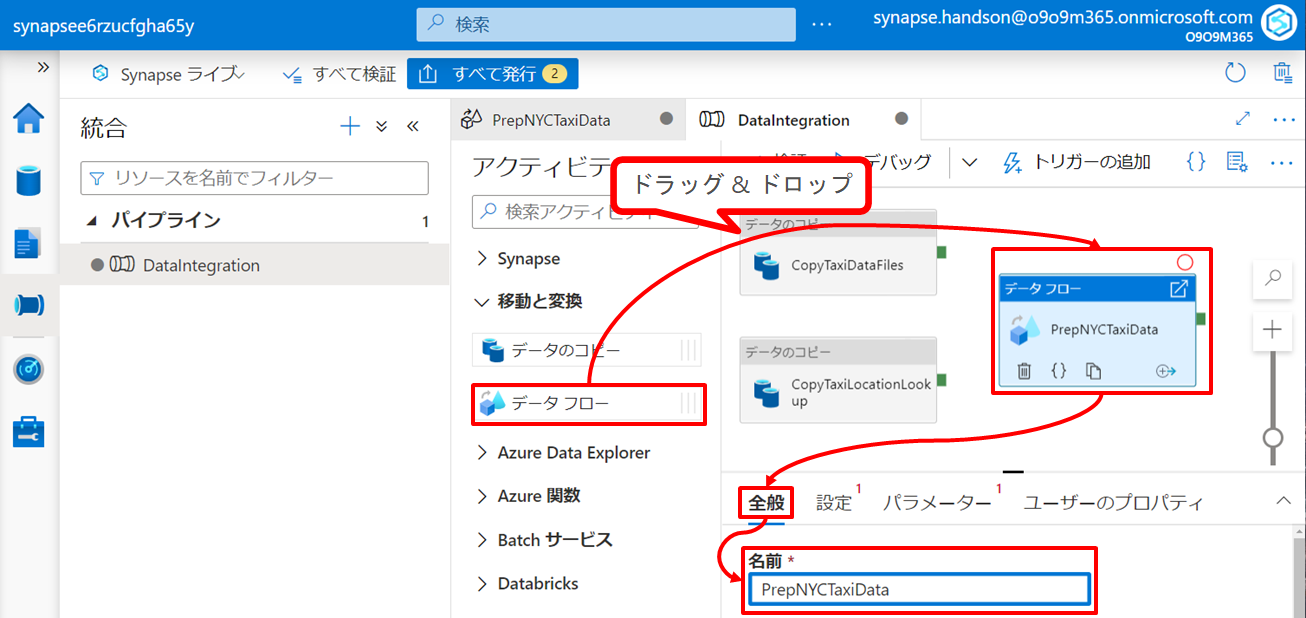 synapsee6rzucfgha65y
検索
synapse.handson@o9o9m365.onmicrosoft.com
O9O9M365
Synapse ライブ
すべて検証
すべて発行 2
統合
リソースを名前でフィルター
パイプライン 1
DataIntegration
PrepNYCTaxiData
DataIntegration
アクティビテ
検索アクティビティ
Synapse
移動と変換
データのコピー
データ フロー
Azure Data Explorer
Azure 関数
Batch サービス
Databricks
検証
デバッグ
トリガーの追加
{}
ドラッグ & ドロップ
データのコピー
CopyTaxiDataFiles
データのコピー
CopyTaxiLocationLook
up
データ フロー
PrepNYCTaxiData
{}
全般
設定 1
パラメーター 1
ユーザーのプロパティ
名前 *
PrepNYCTaxiData